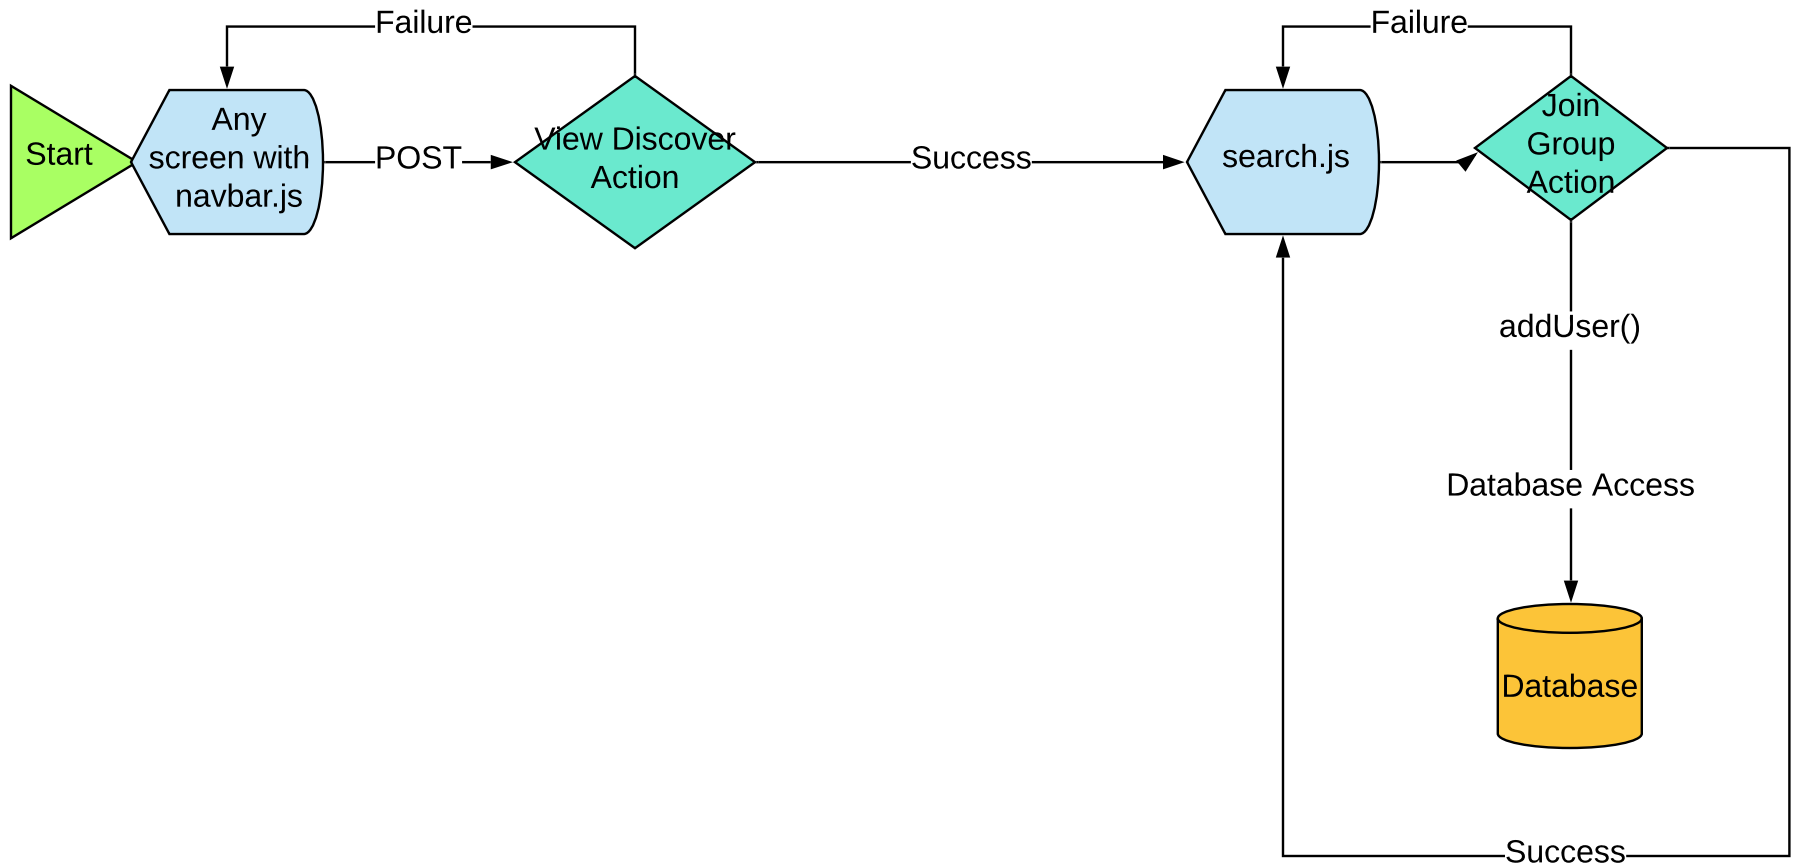 Failure
Failure
Start
Any
screen with
navbar.js
POST
View Discover
Action
Success
search.js
Join
Group
Action
addUser()
Database Access
Database
Success